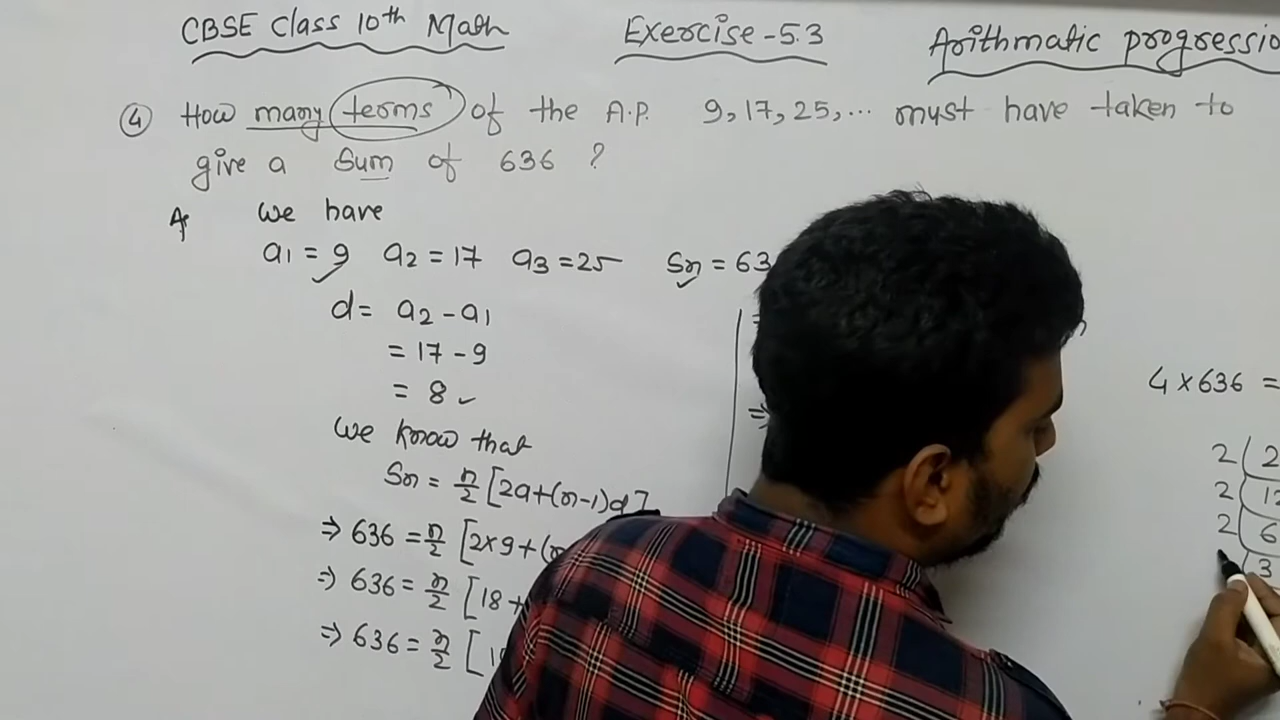 CBSE Class 10th Math Exercise-5.3 Arithmatic progressio
④ How many terms of the A.P. 9, 17, 25, ... must have taken to
give a Sum of 636 ?
A we have
a1 = 9 a2 = 17 a3 = 25 Sn = 63
d = a2 - a1
= 17 - 9
= 8
we know that
Sn = n/2 [2a+(n-1)d]
⇒ 636 = n/2 [2×9+(n
⇒ 636 = n/2 [18 +
⇒ 636 = n/2 [1
⇒
4 × 636 =
2 2
2 12
2 6
3